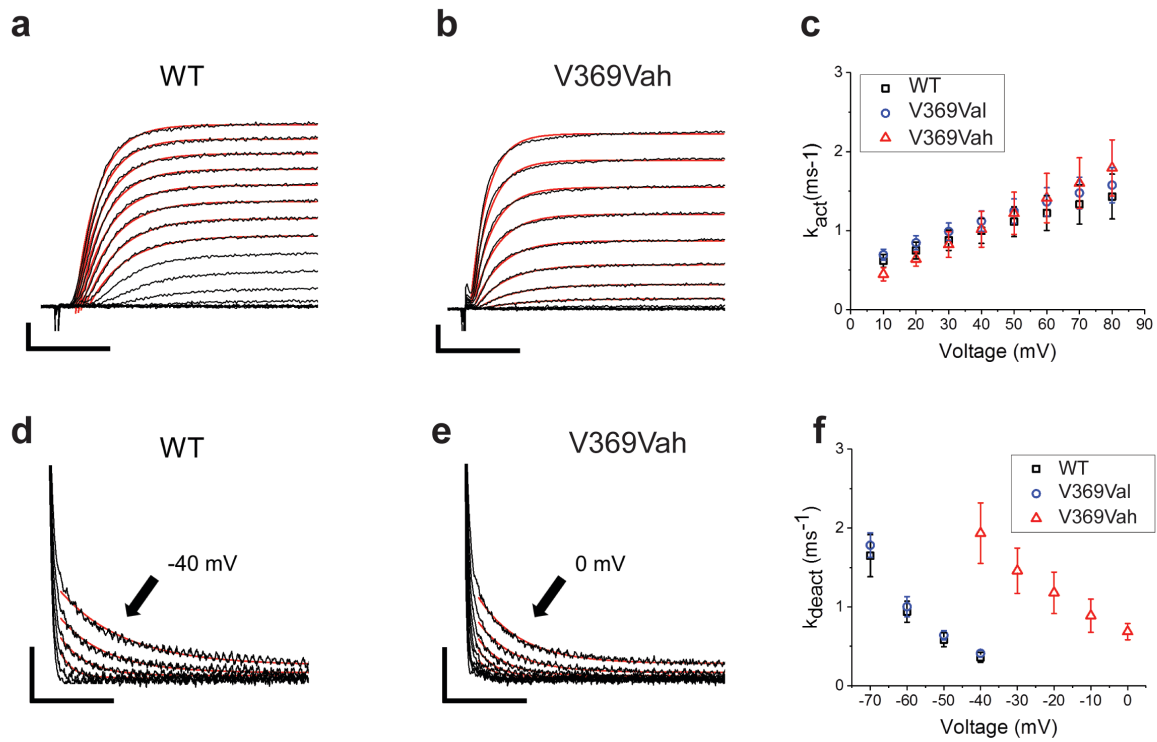 a
WT
b
V369Vah
c
3
2
1
0
kact(ms-1)
WT
V369Val
V369Vah
0 10 20 30 40 50 60 70 80 90
Voltage (mV)
d
WT
-40 mV
e
V369Vah
0 mV
f
3
2
1
0
kdeact (ms-1)
WT
V369Val
V369Vah
-70 -60 -50 -40 -30 -20 -10 0
Voltage (mV)